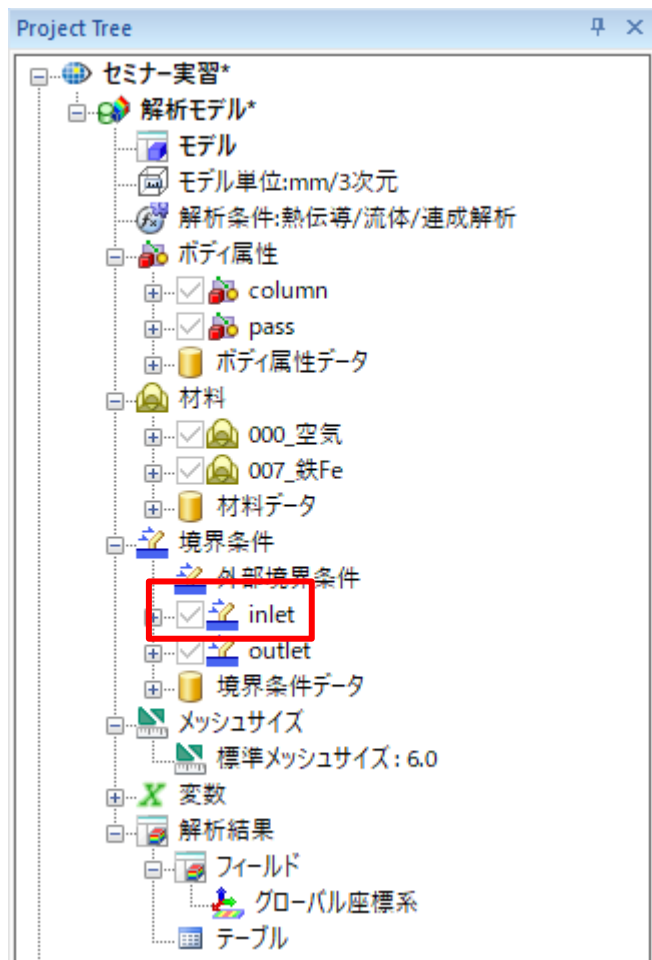 Project Tree
セミナー実習*
解析モデル*
モデル
モデル単位:mm/3次元
解析条件:熱伝導/流体/連成解析
ボディ属性
column
pass
ボディ属性データ
材料
000_空気
007_鉄Fe
材料データ
境界条件
外部境界条件
inlet
outlet
境界条件データ
メッシュサイズ
標準メッシュサイズ : 6.0
変数
解析結果
フィールド
グローバル座標系
テーブル